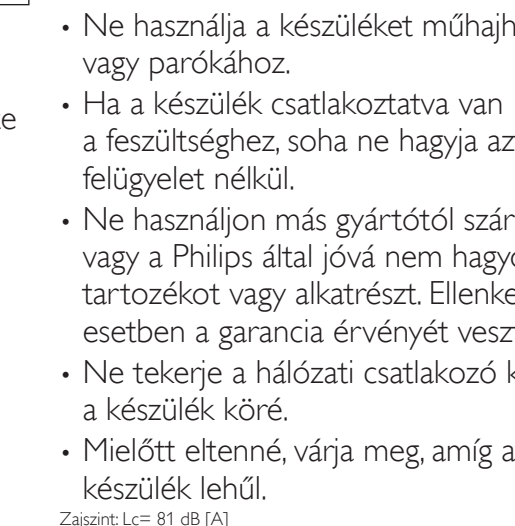 • Ne használja a készüléket műhajh
vagy parókához.
• Ha a készülék csatlakoztatva van
a feszültséghez, soha ne hagyja az
felügyelet nélkül.
• Ne használjon más gyártótól szár
vagy a Philips által jóvá nem hagyo
tartozékot vagy alkatrészt. Ellenke
esetben a garancia érvényét vesz
• Ne tekerje a hálózati csatlakozó k
a készülék köré.
• Mielőtt eltenné, várja meg, amíg a
készülék lehűl.
Zajszint: Lc= 81 dB [A]